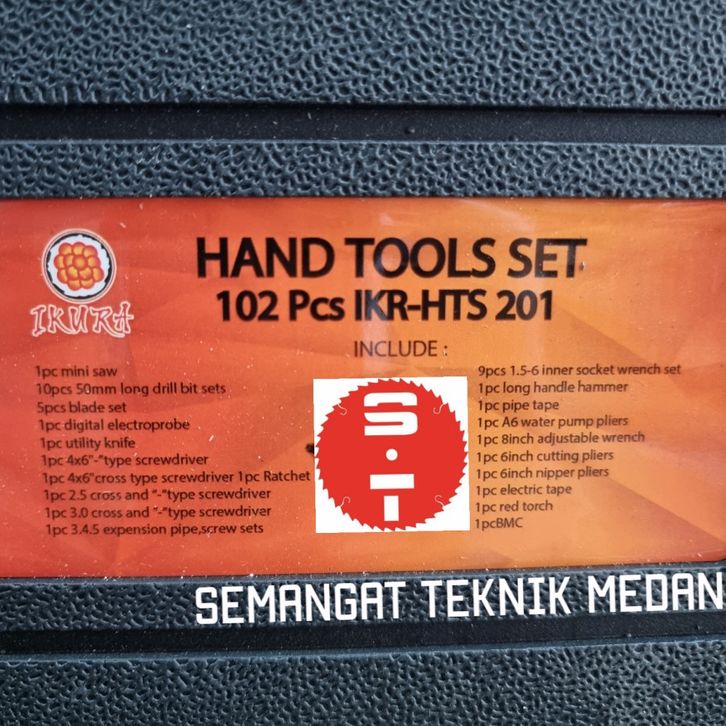 HAND TOOLS SET
102 Pcs IKR-HTS 201
IKURA
INCLUDE :
1pc mini saw
10pcs 50mm long drill bit sets
5pcs blade set
1pc digital electroprobe
1pc utility knife
1pc 4x6"-"type screwdriver
1pc 4x6"cross type screwdriver 1pc Ratchet
1pc 2.5 cross and "-"type screwdriver
1pc 3.0 cross and "-"type screwdriver
1pc 3.4.5 expension pipe,screw sets
9pcs 1.5-6 inner socket wrench set
1pc long handle hammer
1pc pipe tape
1pc A6 water pump pliers
1pc 8inch adjustable wrench
1pc 6inch cutting pliers
1pc 6inch nipper pliers
1pc electric tape
1pc red torch
1pcBMC
S·T
SEMANGAT TEKNIK MEDAN